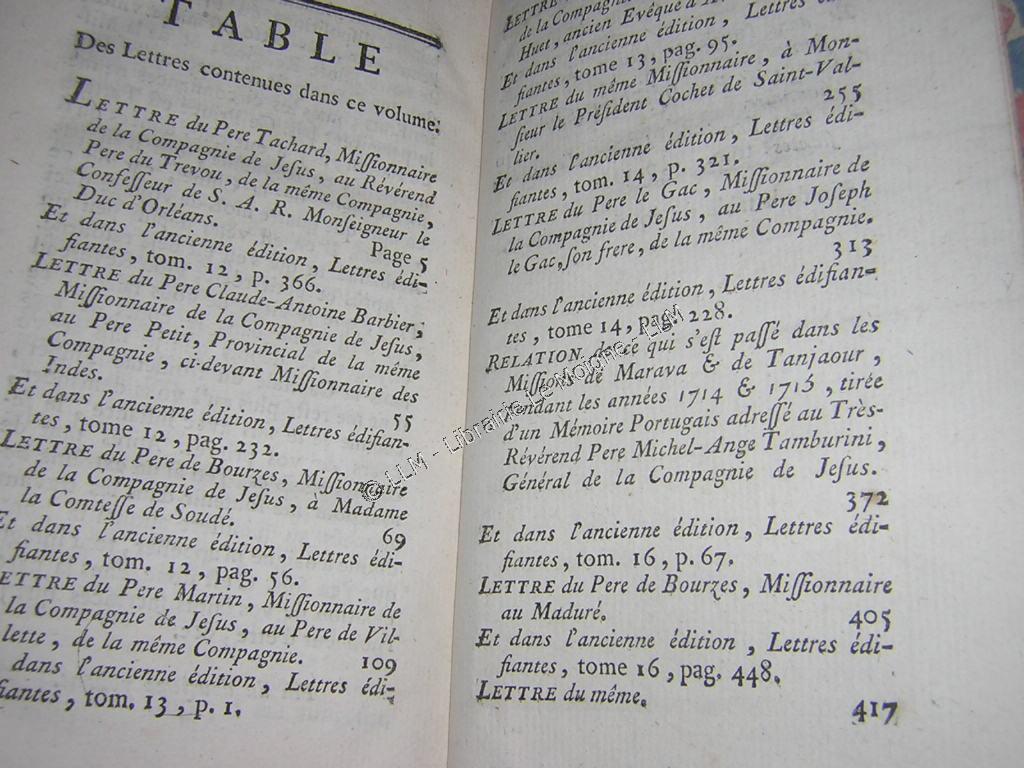 TABLE
Des Lettres contenues dans ce volume.
LETTRE du Pere Tachard, Miſſionnaire
de la Compagnie de Jeſus, au Révérend
Pere du Trevou, de la même Compagnie,
Confeſſeur de S. A. R. Monſeigneur le
Duc d'Orléans. Page 5
Et dans l'ancienne édition, Lettres édi-
fiantes, tom. 12, p. 366.
LETTRE du Pere Claude-Antoine Barbier,
Miſſionnaire de la Compagnie de Jeſus,
au Pere Petit, Provincial de la même
Compagnie, ci-devant Miſſionnaire des
Indes. 55
Et dans l'ancienne édition, Lettres édifian-
tes, tome 12, pag. 232.
LETTRE du Pere de Bourzes, Miſſionnaire
de la Compagnie de Jeſus, à Madame
la Comteſſe de Soudé. 69
Et dans l'ancienne édition, Lettres édi-
fiantes, tom. 12, pag. 56.
LETTRE du Pere Martin, Miſſionnaire de
la Compagnie de Jeſus, au Pere de Vil-
lette, de la même Compagnie. 109
dans l'ancienne édition, Lettres édi-
fiantes, tom. 13, p. 1.
LETTRE
de la Compagnie
Huet, ancien Evêque d'
Et dans l'ancienne édition, Lettres édi-
fiantes, tome 13, pag. 95.
LETTRE du même Miſſionnaire, à Mon-
ſieur le Préſident Cochet de Saint-Val-
lier. 255
Et dans l'ancienne édition, Lettres édi-
fiantes, tom. 14, p. 321.
LETTRE du Pere le Gac, Miſſionnaire de
la Compagnie de Jeſus, au Pere Joſeph
le Gac, ſon frere, de la même Compagnie.
313
Et dans l'ancienne édition, Lettres édifian-
tes, tome 14, pag. 228.
RELATION de ce qui s'eſt paſſé dans les
Miſſions de Marava & de Tanjaour,
pendant les années 1714 & 1715, tirée
d'un Mémoire Portugais adreſſé au Très-
Révérend Pere Michel-Ange Tamburini,
Général de la Compagnie de Jeſus.
372
Et dans l'ancienne édition, Lettres édi-
fiantes, tom. 16, p. 67.
LETTRE du Pere de Bourzes, Miſſionnaire
au Maduré. 405
Et dans l'ancienne édition, Lettres édi-
fiantes, tome 16, pag. 448.
LETTRE du même. 417
© LLM - Librairie Le Moigne - LLM